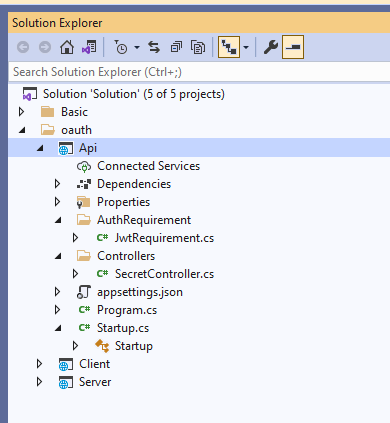 Solution Explorer
Search Solution Explorer (Ctrl+;)
Solution 'Solution' (5 of 5 projects)
Basic
oauth
Api
Connected Services
Dependencies
Properties
AuthRequirement
C# JwtRequirement.cs
Controllers
C# SecretController.cs
appsettings.json
C# Program.cs
C# Startup.cs
Startup
Client
Server